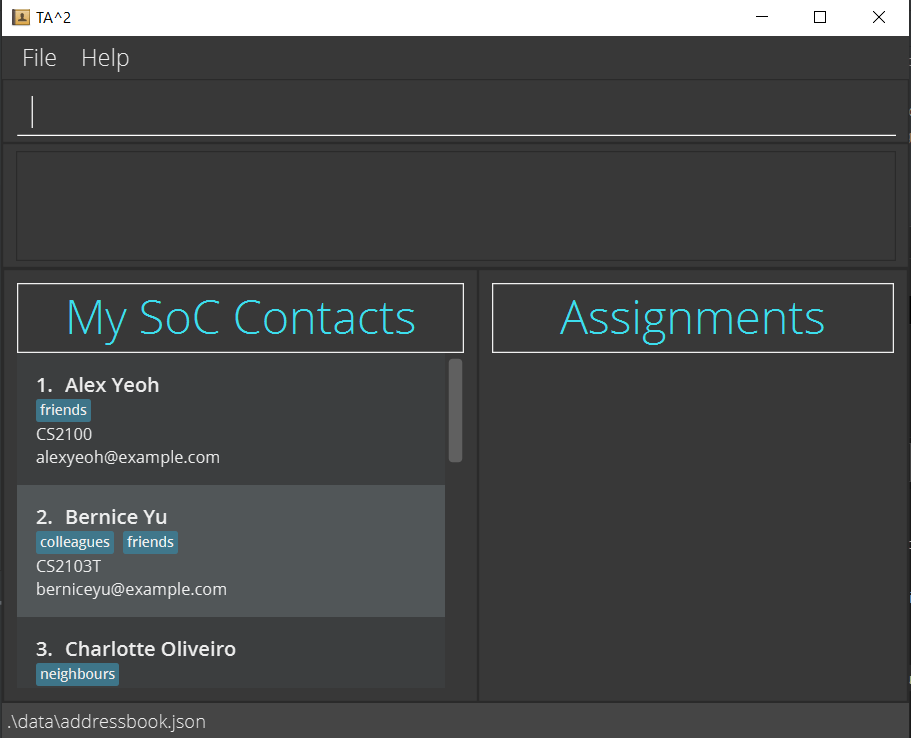 TA^2
File Help
My SoC Contacts
1. Alex Yeoh
friends
CS2100
alexyeoh@example.com
2. Bernice Yu
colleagues friends
CS2103T
berniceyu@example.com
3. Charlotte Oliveiro
neighbours
Assignments
.\data\addressbook.json